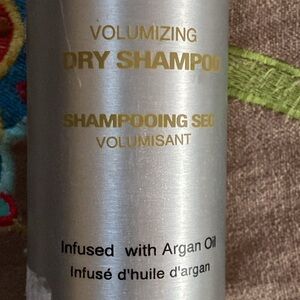 VOLUMIZING
DRY SHAMPOO
SHAMPOOING SEC
VOLUMISANT
Infused with Argan Oil
Infusé d'huile d'argan